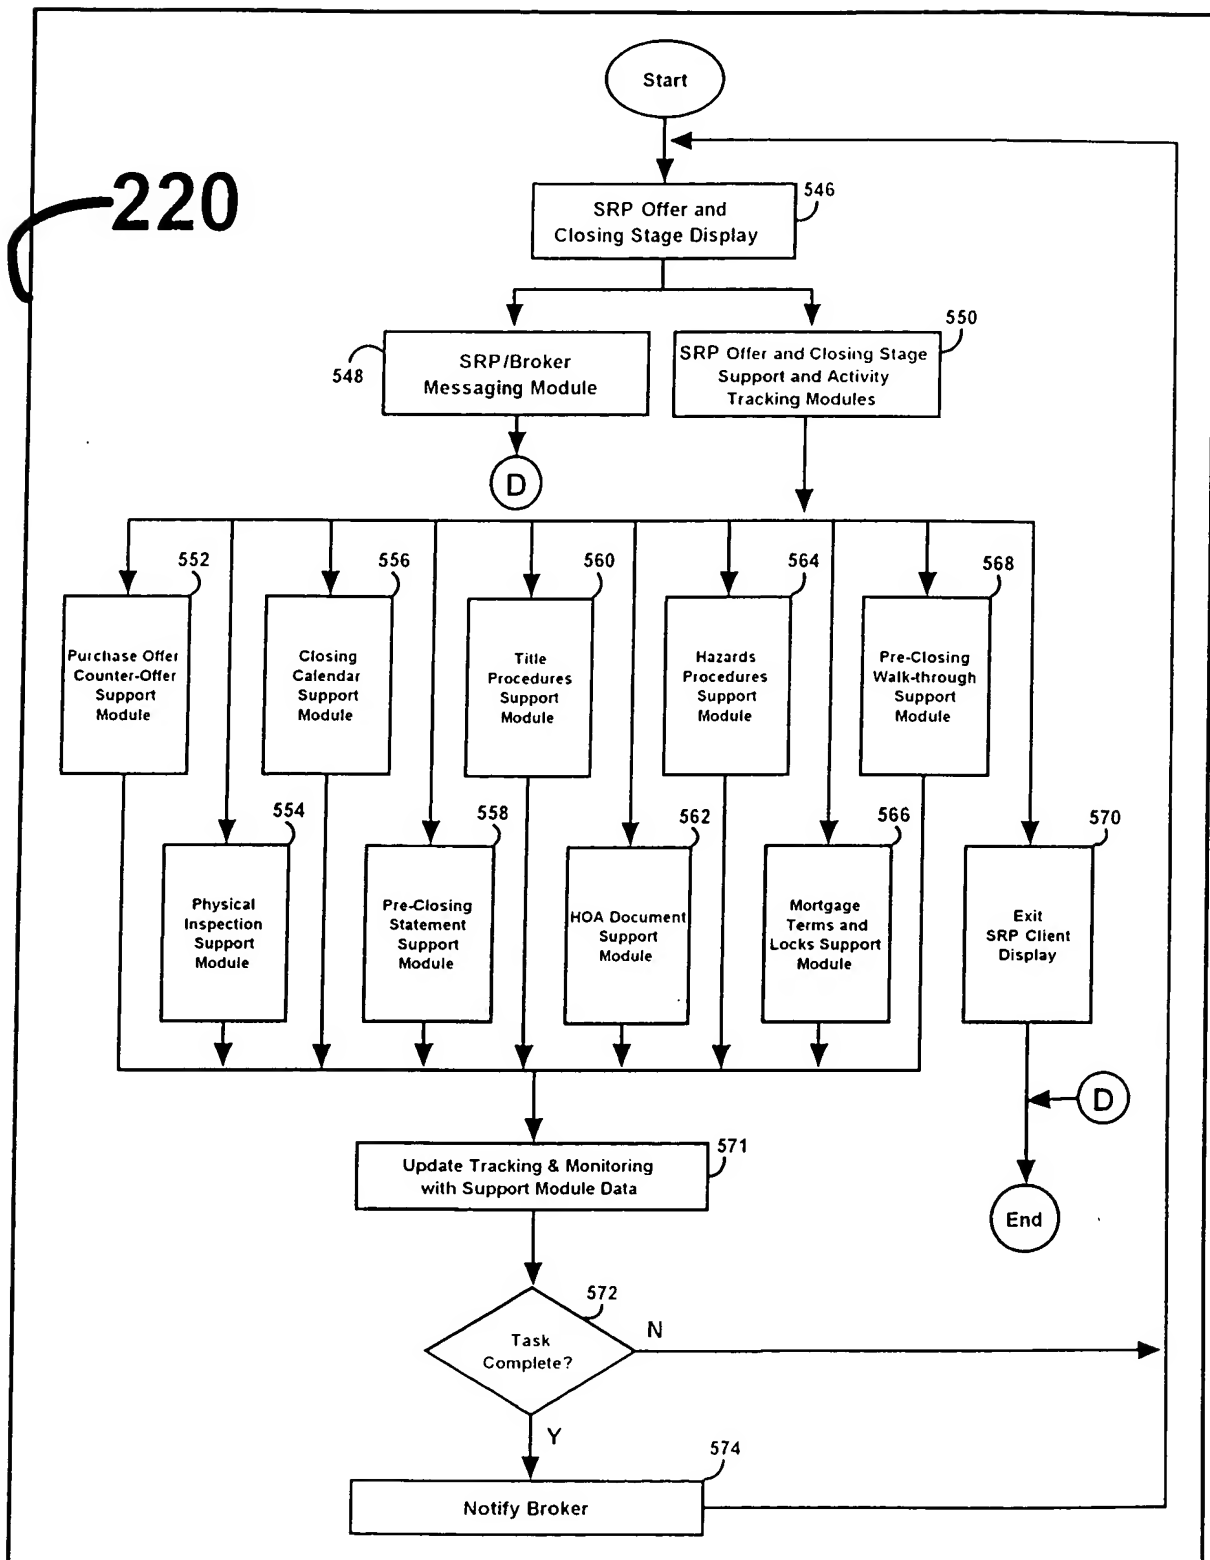 Start
220
546
SRP Offer and
Closing Stage Display
548
SRP/Broker
Messaging Module
550
SRP Offer and Closing Stage
Support and Activity
Tracking Modules
D
552
Purchase Offer
Counter-Offer
Support
Module
556
Closing
Calendar
Support
Module
560
Title
Procedures
Support
Module
564
Hazards
Procedures
Support
Module
568
Pre-Closing
Walk-through
Support
Module
554
Physical
Inspection
Support
Module
558
Pre-Closing
Statement
Support
Module
562
HOA Document
Support
Module
566
Mortgage
Terms and
Locks Support
Module
570
Exit
SRP Client
Display
D
571
Update Tracking & Monitoring
with Support Module Data
End
572
Task
Complete?
N
Y
574
Notify Broker